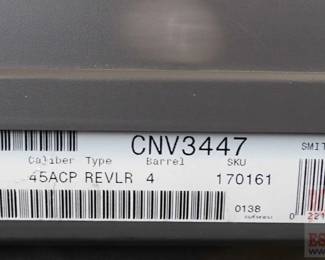 CNV3447
Caliber Type Barrel SKU SMIT
45ACP REVLR 4 170161
0138
0 221